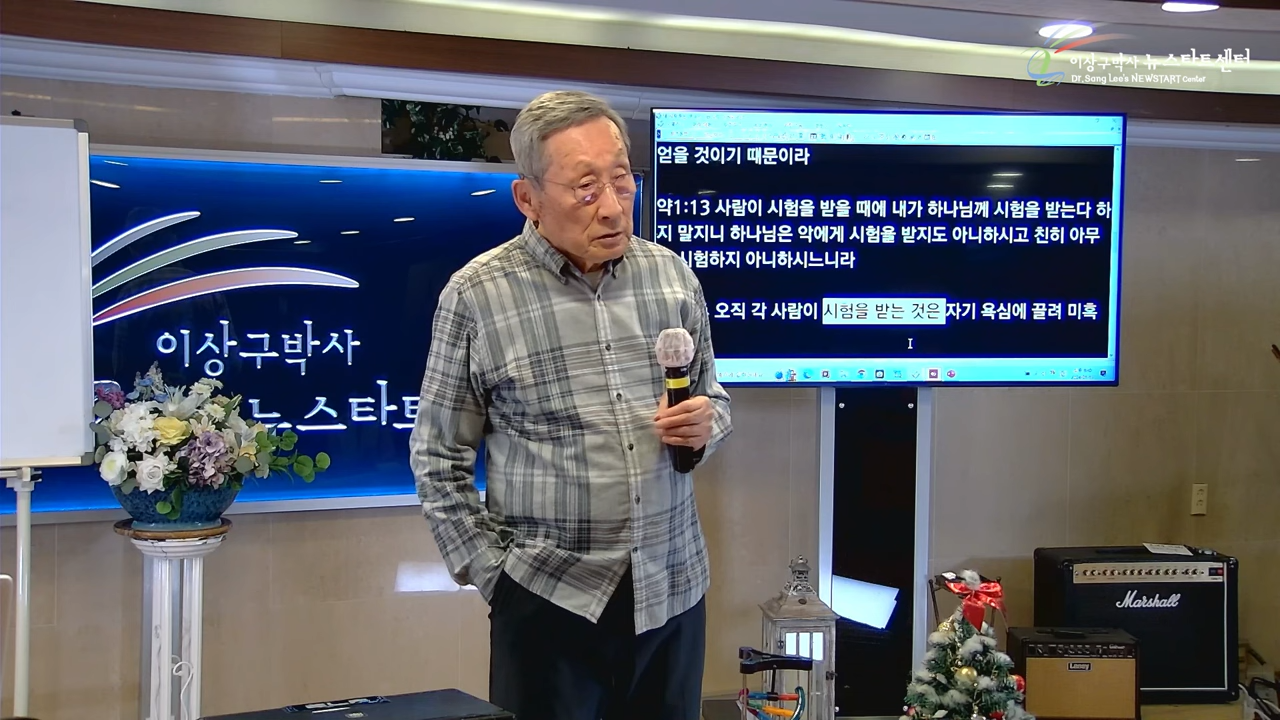 이상구박사 뉴스타트센터
Dr.Sang Lee's NEWSTART Center
얻을 것이기 때문이라
약1:13 사람이 시험을 받을 때에 내가 하나님께 시험을 받는다 하
지 말지니 하나님은 악에게 시험을 받지도 아니하시고 친히 아무
시험하지 아니하시느니라
오직 각 사람이 시험을 받는 것은 자기 욕심에 끌려 미혹
이상구박사
뉴스타트
Marshall
Laney